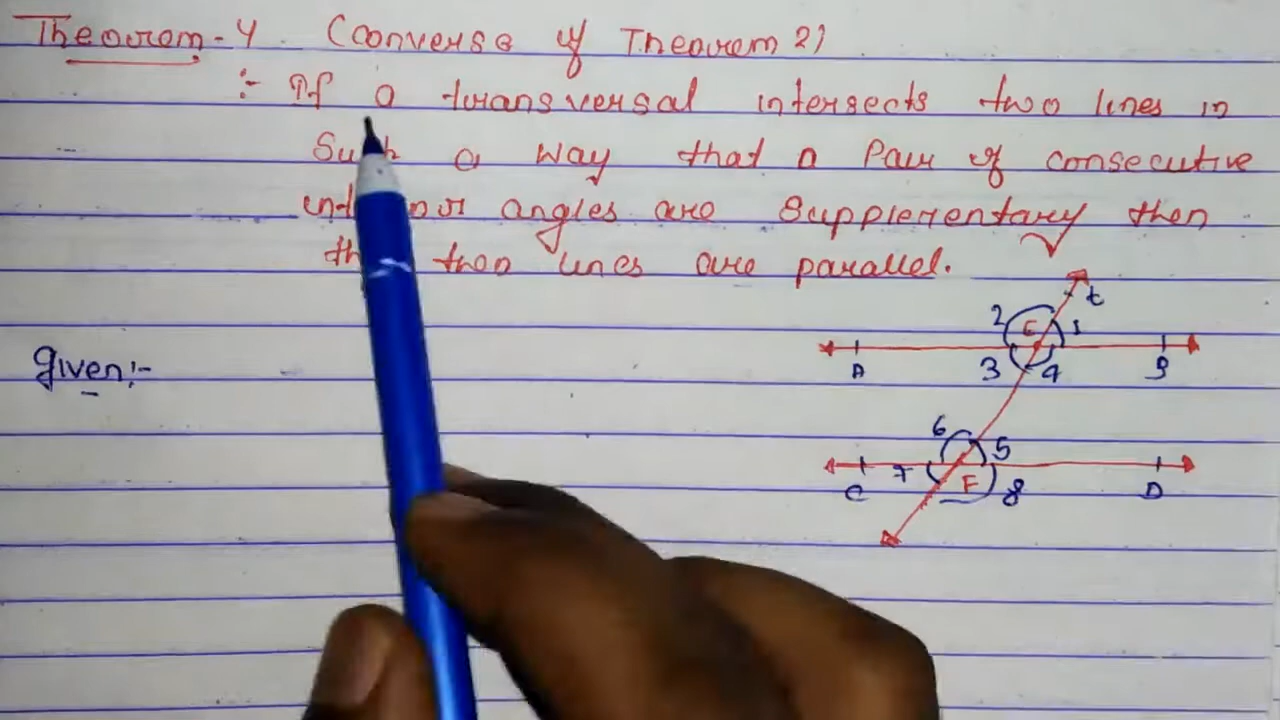 Theorem-4 (Converse of Theorem 2)
:- If a transversal intersects two lines in
a way that a Pair of consecutive
angles are Supplementary then
two lines are parallel.
t
2 E 1
A 3 4 B
Given:-
6 5
7 F 8
C D